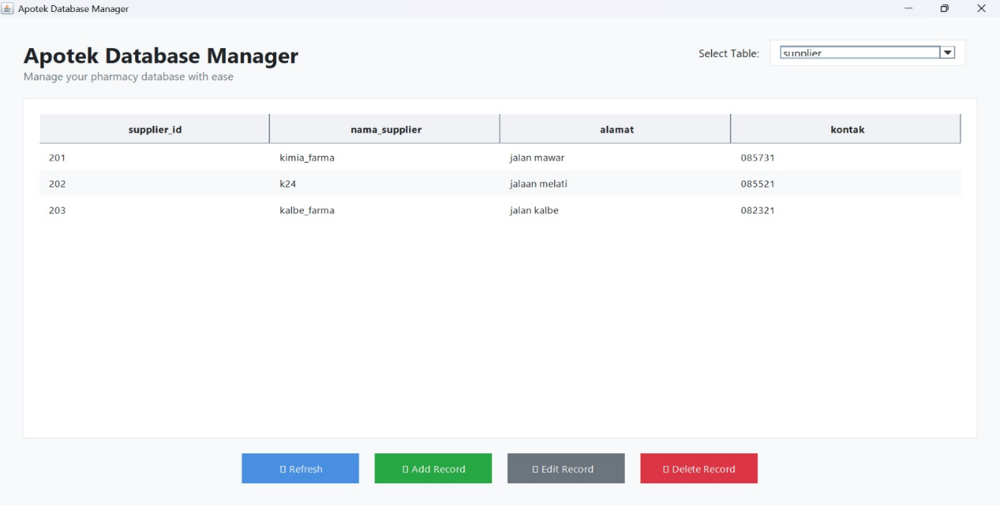 Apotek Database Manager
Apotek Database Manager
Manage your pharmacy database with ease
Select Table: supplier
supplier_id nama_supplier alamat kontak
201 kimia_farma jalan mawar 085731
202 k24 jalaan melati 085521
203 kalbe_farma jalan kalbe 082321
Refresh Add Record Edit Record Delete Record